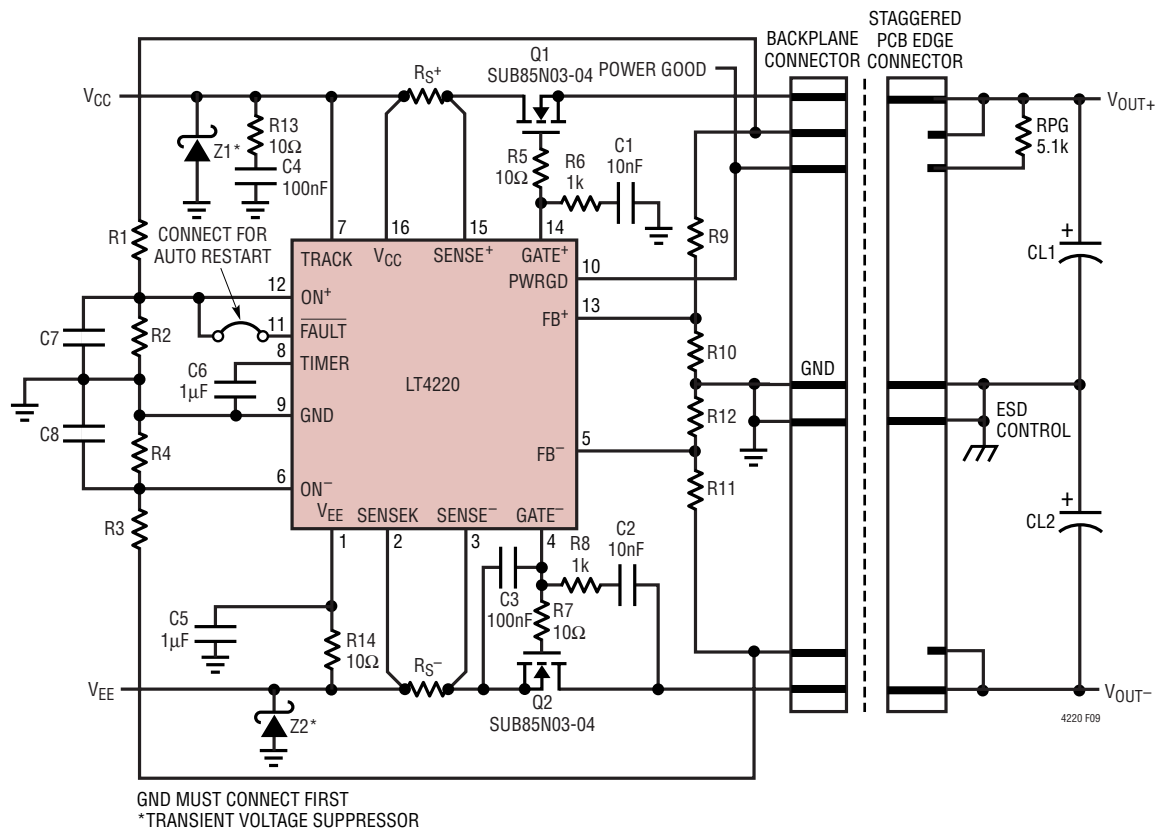 BACKPLANE
CONNECTOR
STAGGERED
PCB EDGE
CONNECTOR
Q1
SUB85N03-04
POWER GOOD
RS+
VCC
VOUT+
R13
10Ω
Z1*
C4
100nF
R5
10Ω
R6
1k
C1
10nF
RPG
5.1k
R1
CONNECT FOR
AUTO RESTART
7
16
15
14
TRACK
VCC
SENSE+
GATE+
PWRGD
10
R9
CL1
+
12
ON+
13
FB+
11
FAULT
C7
R2
8
TIMER
R10
C6
1µF
LT4220
GND
9
GND
R12
ESD
CONTROL
C8
R4
5
FB–
6
ON–
R11
R3
VEE
SENSEK
SENSE–
GATE–
1
2
3
4
+
CL2
C2
10nF
R8
1k
C3
100nF
R7
10Ω
C5
1µF
R14
10Ω
RS–
VEE
VOUT–
Q2
SUB85N03-04
Z2*
4220 F09
GND MUST CONNECT FIRST
*TRANSIENT VOLTAGE SUPPRESSOR